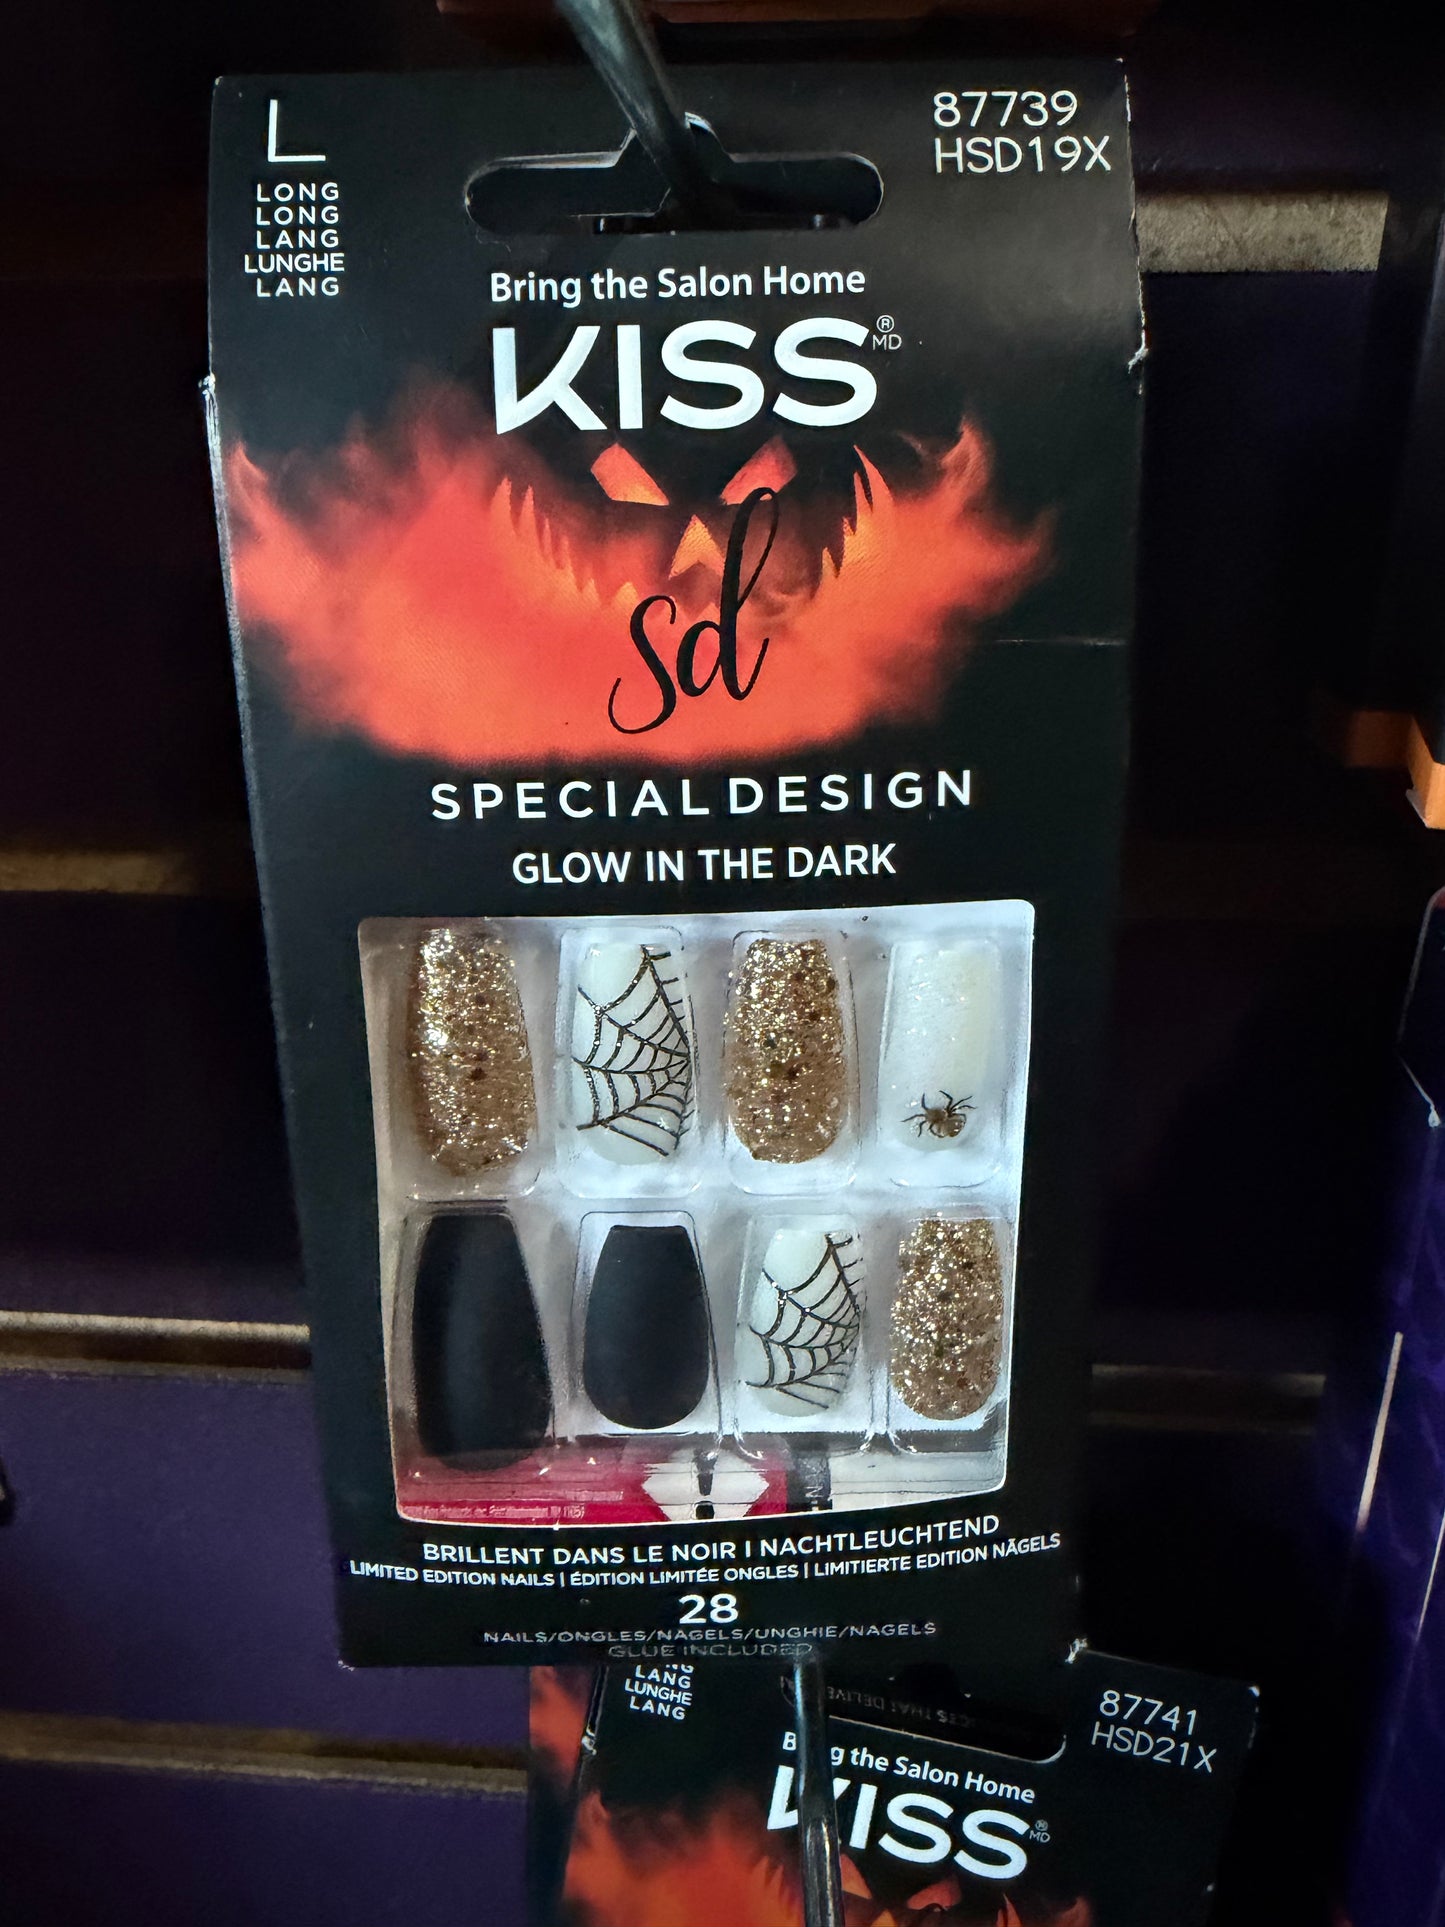 L
LONG
LONG
LANG
LUNGHE
LANG
87739
HSD19X
Bring the Salon Home
KISS®
MD
sd
SPECIAL DESIGN
GLOW IN THE DARK
BRILLENT DANS LE NOIR | NACHTLEUCHTEND
LIMITED EDITION NAILS | ÉDITION LIMITÉE ONGLES | LIMITIERTE EDITION NÄGELS
28
NAILS/ONGLES/NAGELS/UNGHIE/NAGELS
GLUE INCLUDED
LANG
LUNGHE
LANG
87741
HSD21X
the Salon Home
KISS®
MD